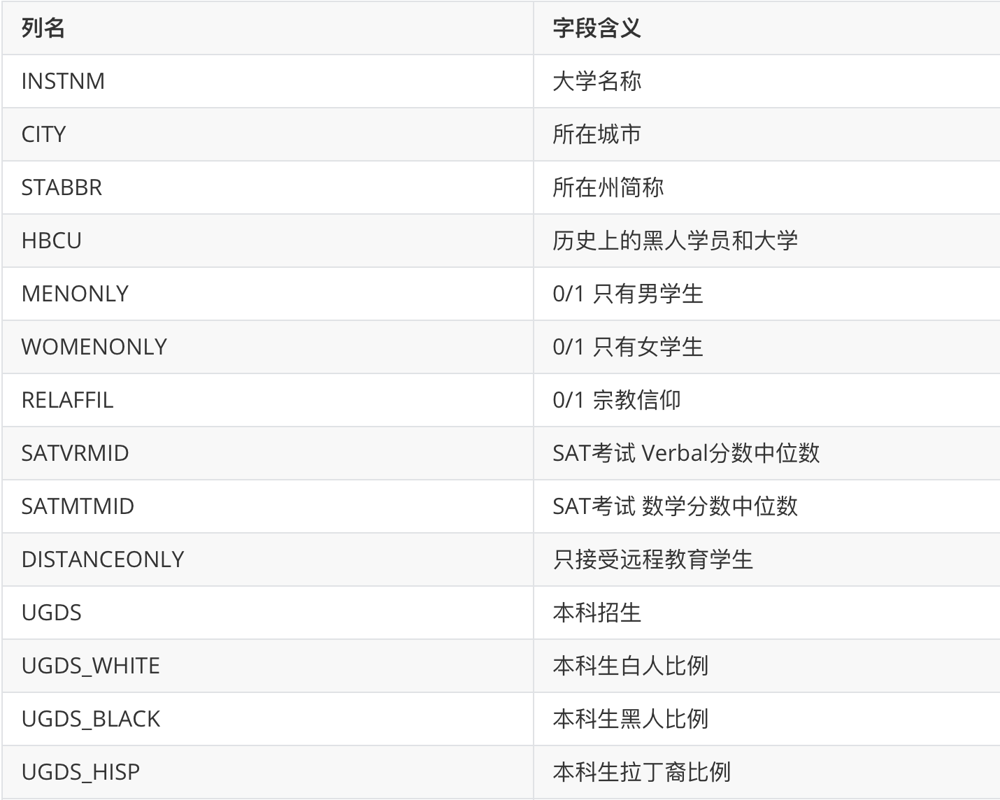 列名 字段含义
INSTNM 大学名称
CITY 所在城市
STABBR 所在州简称
HBCU 历史上的黑人学员和大学
MENONLY 0/1 只有男学生
WOMENONLY 0/1 只有女学生
RELAFFIL 0/1 宗教信仰
SATVRMID SAT考试 Verbal分数中位数
SATMTMID SAT考试 数学分数中位数
DISTANCEONLY 只接受远程教育学生
UGDS 本科招生
UGDS_WHITE 本科生白人比例
UGDS_BLACK 本科生黑人比例
UGDS_HISP 本科生拉丁裔比例